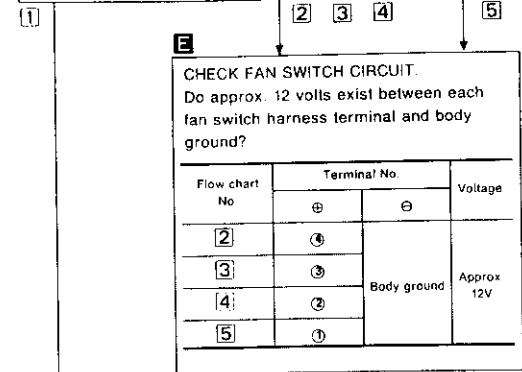 1 2 3 4 5
E
CHECK FAN SWITCH CIRCUIT.
Do approx. 12 volts exist between each
fan switch harness terminal and body
ground?
Flow chart No Terminal No. Voltage
⊕ ⊖
2 ④ Body ground Approx 12V
3 ③
4 ②
5 ①